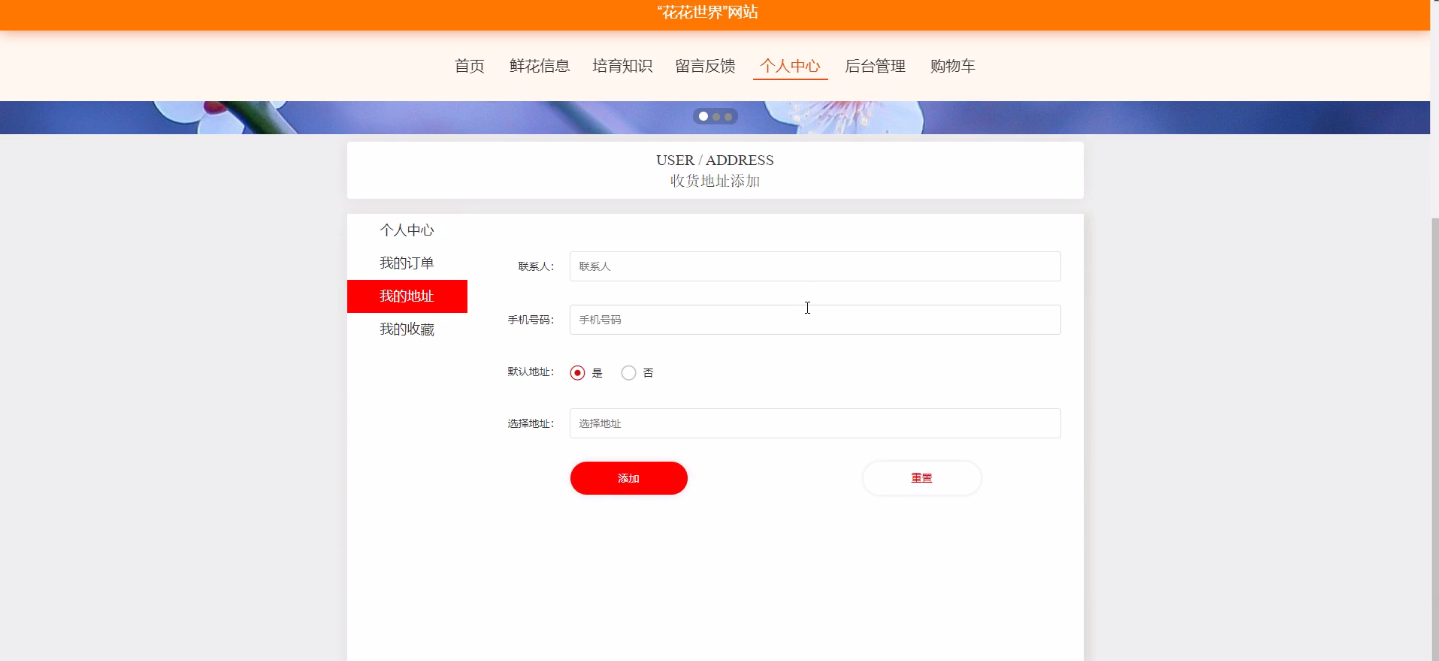 “花花世界”网站
首页 鲜花信息 培育知识 留言反馈 个人中心 后台管理 购物车
USER / ADDRESS
收货地址添加
个人中心
我的订单
我的地址
我的收藏
联系人： 联系人
手机号码： 手机号码
默认地址： 是 否
选择地址： 选择地址
添加 重置